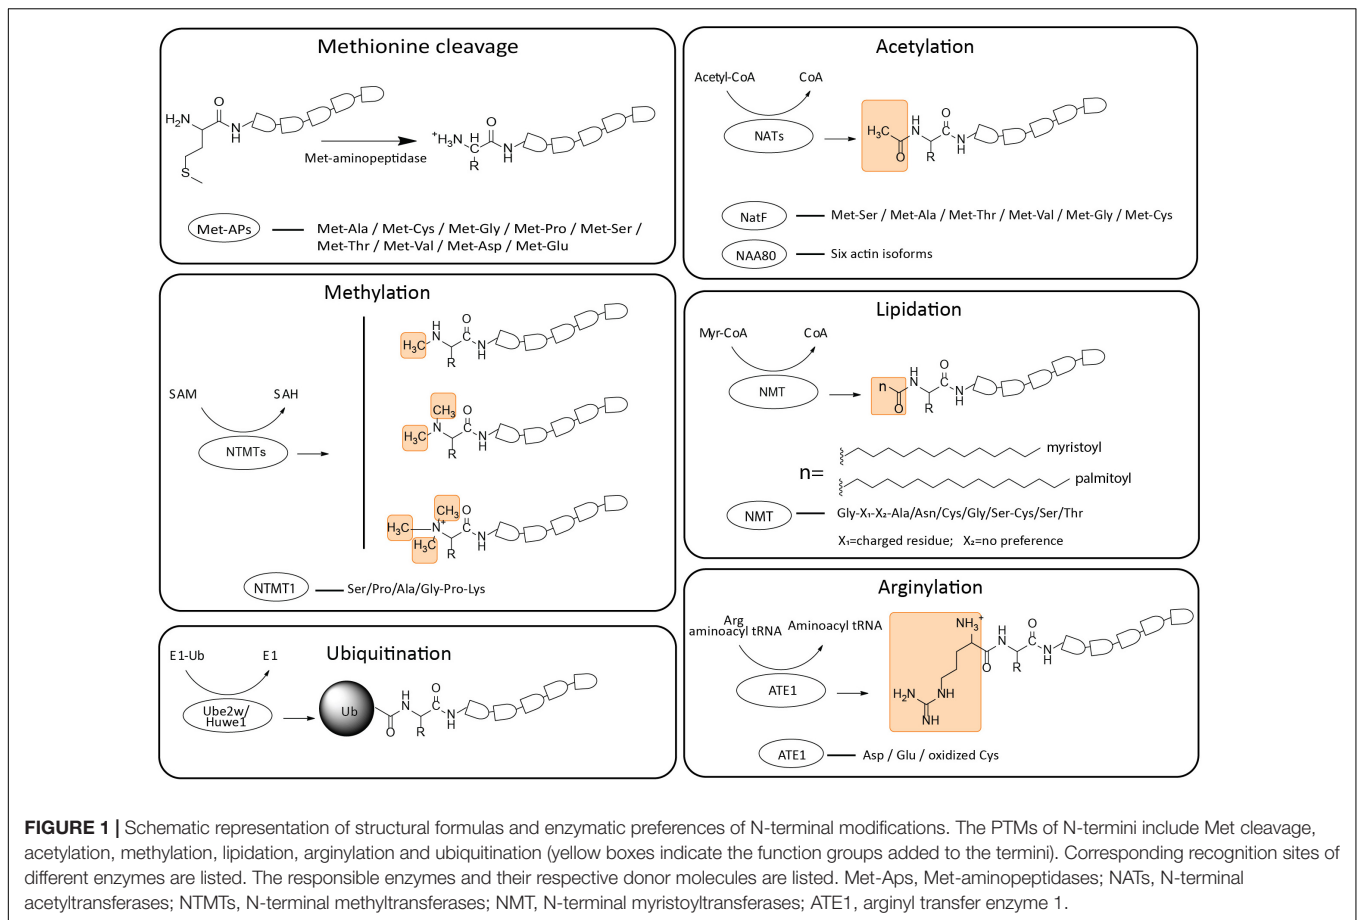 Methionine cleavage
H₂N
O
N
H
S
Met-aminopeptidase
⁺H₃N
H
C
R
O
N
H
Met-APs
Met-Ala / Met-Cys / Met-Gly / Met-Pro / Met-Ser /
Met-Thr / Met-Val / Met-Asp / Met-Glu
Acetylation
Acetyl-CoA
CoA
NATs
H₃C
O
H
N
R
O
N
H
NatF
Met-Ser / Met-Ala / Met-Thr / Met-Val / Met-Gly / Met-Cys
NAA80
Six actin isoforms
Methylation
SAM
SAH
NTMTs
H₃C
H
N
R
O
N
H
CH₃
H₃C
N
R
O
N
H
CH₃
H₃C
N⁺
H₃C
R
O
N
H
NTMT1
Ser/Pro/Ala/Gly-Pro-Lys
Lipidation
Myr-CoA
CoA
NMT
n
O
H
N
R
O
N
H
n=
myristoyl
palmitoyl
NMT
Gly-X₁-X₂-Ala/Asn/Cys/Gly/Ser-Cys/Ser/Thr
X₁=charged residue; X₂=no preference
Ubiquitination
E1-Ub
E1
Ube2w/
Huwe1
Ub
O
H
N
R
O
N
H
Arginylation
Arg
aminoacyl tRNA
Aminoacyl tRNA
ATE1
NH₃⁺
O
H₂N
NH
NH
H
N
R
O
N
H
ATE1
Asp / Glu / oxidized Cys
FIGURE 1 | Schematic representation of structural formulas and enzymatic preferences of N-terminal modifications. The PTMs of N-termini include Met cleavage,
acetylation, methylation, lipidation, arginylation and ubiquitination (yellow boxes indicate the function groups added to the termini). Corresponding recognition sites of
different enzymes are listed. The responsible enzymes and their respective donor molecules are listed. Met-Aps, Met-aminopeptidases; NATs, N-terminal
acetyltransferases; NTMTs, N-terminal methyltransferases; NMT, N-terminal myristoyltransferases; ATE1, arginyl transfer enzyme 1.